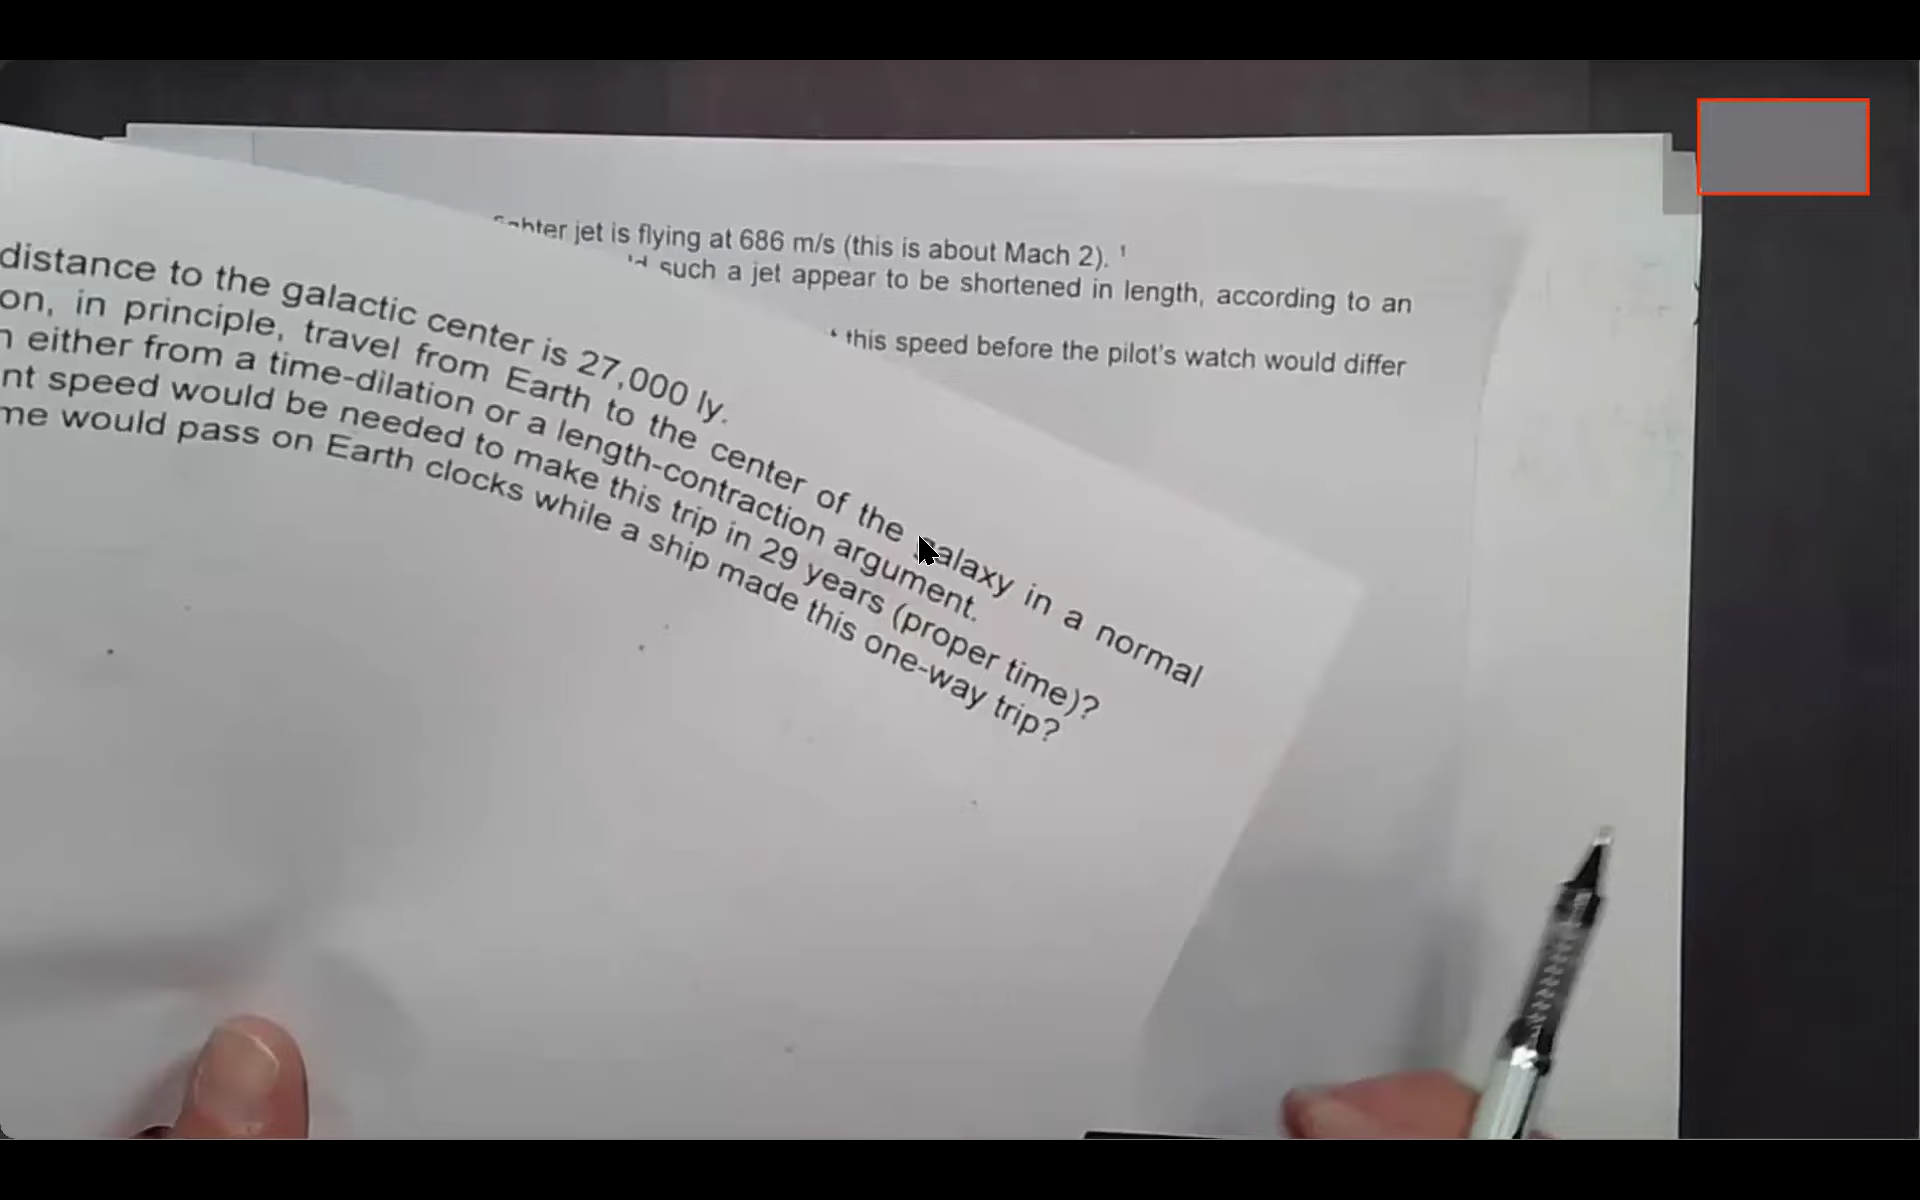 jet is flying at 686 m/s (this is about Mach 2). 1
such a jet appear to be shortened in length, according to an
this speed before the pilot's watch would differ
distance to the galactic center is 27,000 ly.
in principle, travel from Earth to the center of the galaxy in a normal
either from a time-dilation or a length-contraction argument.
speed would be needed to make this trip in 29 years (proper time)?
would pass on Earth clocks while a ship made this one-way trip?